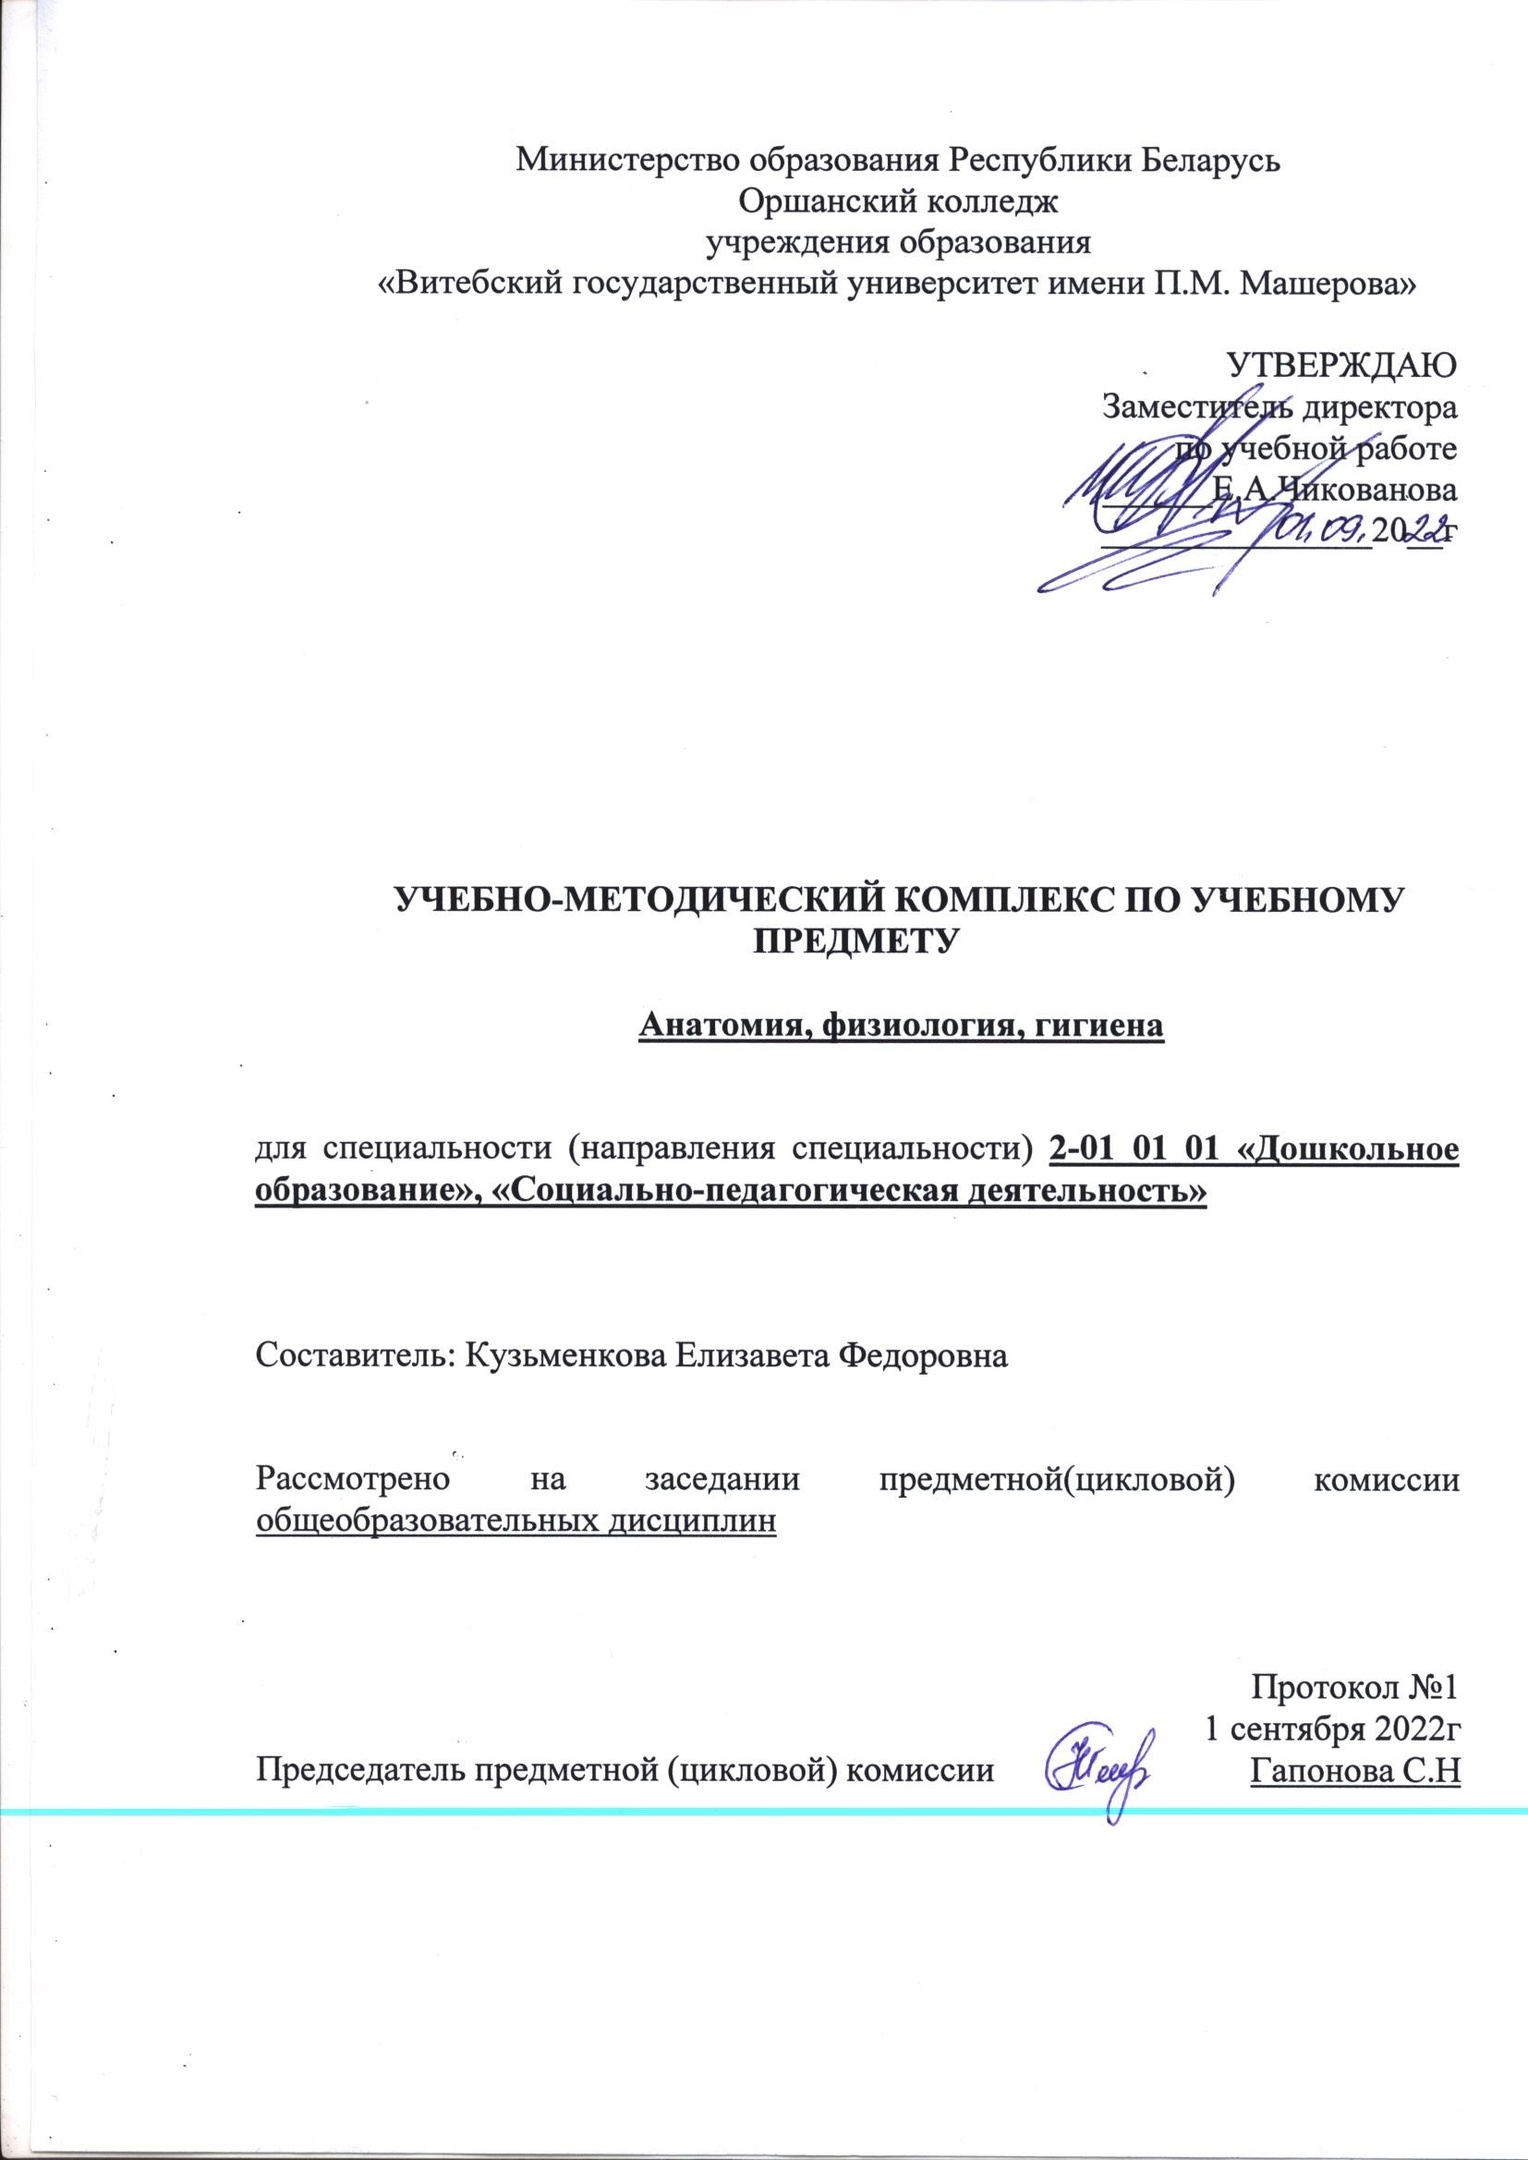 Министерство образования Республики Беларусь
Оршанский колледж
учреждения образования
«Витебский государственный университет имени П.М. Машерова»
УТВЕРЖДАЮ
Заместитель директора
по учебной работе
Е.А.Чикованова
01.09.2022г
УЧЕБНО-МЕТОДИЧЕСКИЙ КОМПЛЕКС ПО УЧЕБНОМУ
ПРЕДМЕТУ
Анатомия, физиология, гигиена
для специальности (направления специальности) 2-01 01 01 «Дошкольное
образование», «Социально-педагогическая деятельность»
Составитель: Кузьменкова Елизавета Федоровна
Рассмотрено на заседании предметной(цикловой) комиссии
общеобразовательных дисциплин
Протокол №1
1 сентября 2022г
Председатель предметной (цикловой) комиссии Гапонова С.Н